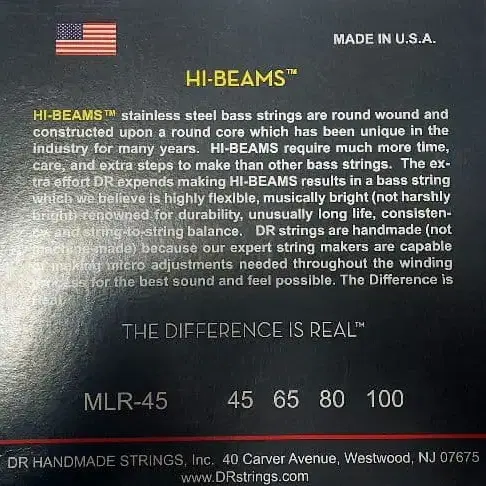 MADE IN U.S.A.
HI-BEAMS™
HI-BEAMS™ stainless steel bass strings are round wound and
constructed upon a round core which has been unique in the
industry for many years. HI-BEAMS require much more time,
care, and extra steps to make than other bass strings. The ex-
tra effort DR expends making HI-BEAMS results in a bass string
which we believe is highly flexible, musically bright (not harshly
bright) renowned for durability, unusually long life, consisten-
cy and string-to-string balance. DR strings are handmade (not
machine made) because our expert string makers are capable
of making micro adjustments needed throughout the winding
process for the best sound and feel possible. The Difference is
Real.
THE DIFFERENCE IS REAL™
MLR-45 45 65 80 100
DR HANDMADE STRINGS, Inc. 40 Carver Avenue, Westwood, NJ 07675
www.DRstrings.com